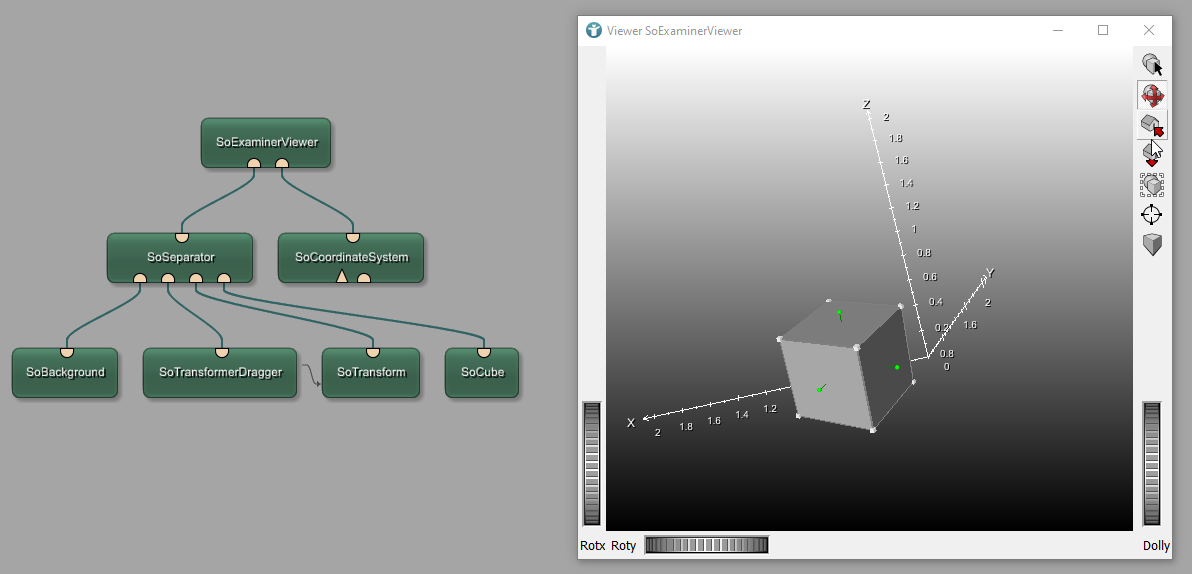 SoExaminerViewer
SoSeparator
SoCoordinateSystem
SoBackground
SoTransformerDragger
SoTransform
SoCube
Viewer SoExaminerViewer
Z
2
1.8
1.6
1.4
1.2
1
0.8
0.6
0.4
0.2
0
Y
2
1.6
0.8
X
2
1.8
1.6
1.4
1.2
Rotx Roty
Dolly